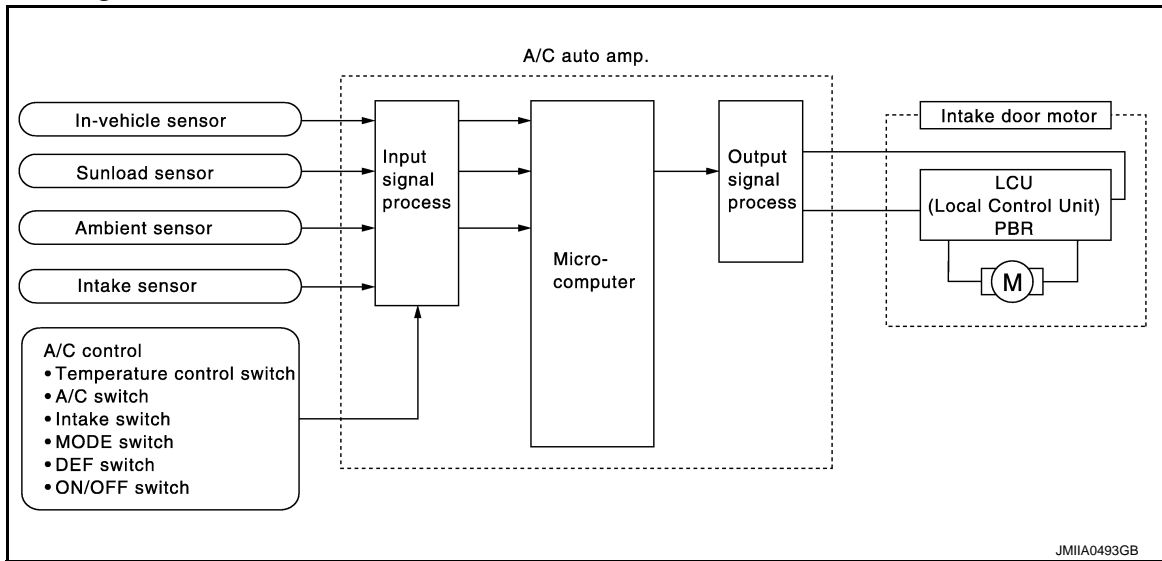 A/C auto amp.
In-vehicle sensor
Sunload sensor
Ambient sensor
Intake sensor
A/C control
• Temperature control switch
• A/C switch
• Intake switch
• MODE switch
• DEF switch
• ON/OFF switch
Input
signal
process
Micro-
computer
Output
signal
process
Intake door motor
LCU
(Local Control Unit)
PBR
M
JMIIA0493GB